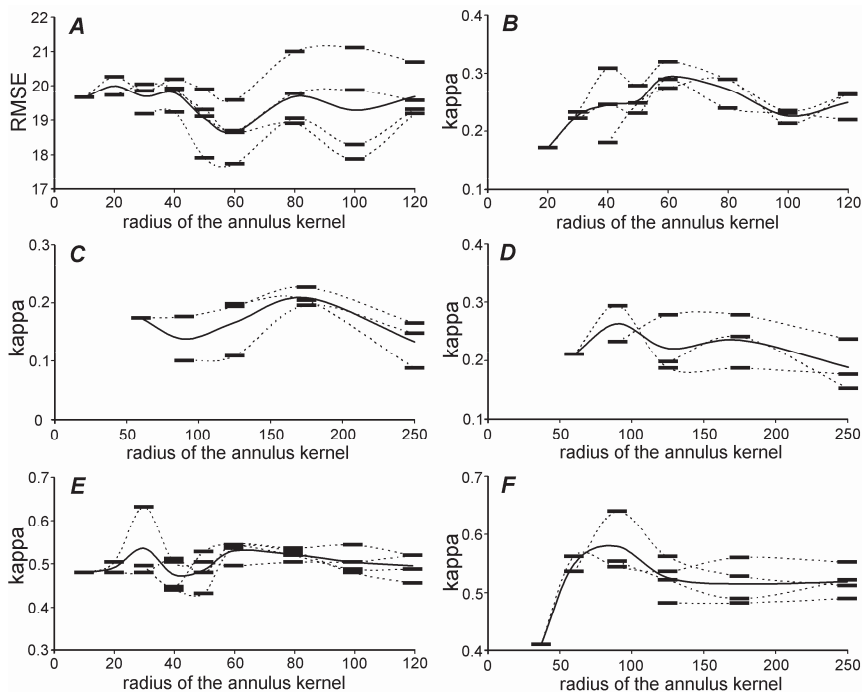 A
RMSE
22
21
20
19
18
17
0 20 40 60 80 100 120
radius of the annulus kernel
B
kappa
0.4
0.3
0.2
0.1
0 20 40 60 80 100 120
radius of the annulus kernel
C
kappa
0.3
0.2
0.1
0
0 50 100 150 200 250
radius of the annulus kernel
D
kappa
0.4
0.3
0.2
0.1
0 50 100 150 200 250
radius of the annulus kernel
E
kappa
0.7
0.6
0.5
0.4
0.3
0 20 40 60 80 100 120
radius of the annulus kernel
F
kappa
0.7
0.6
0.5
0.4
0 50 100 150 200 250
radius of the annulus kernel